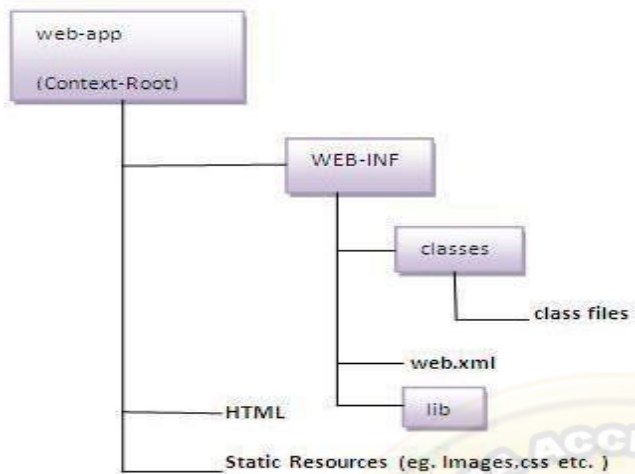 web-app
(Context-Root)
WEB-INF
classes
class files
web.xml
lib
HTML
Static Resources (eg. Images,css etc. )
ACCR